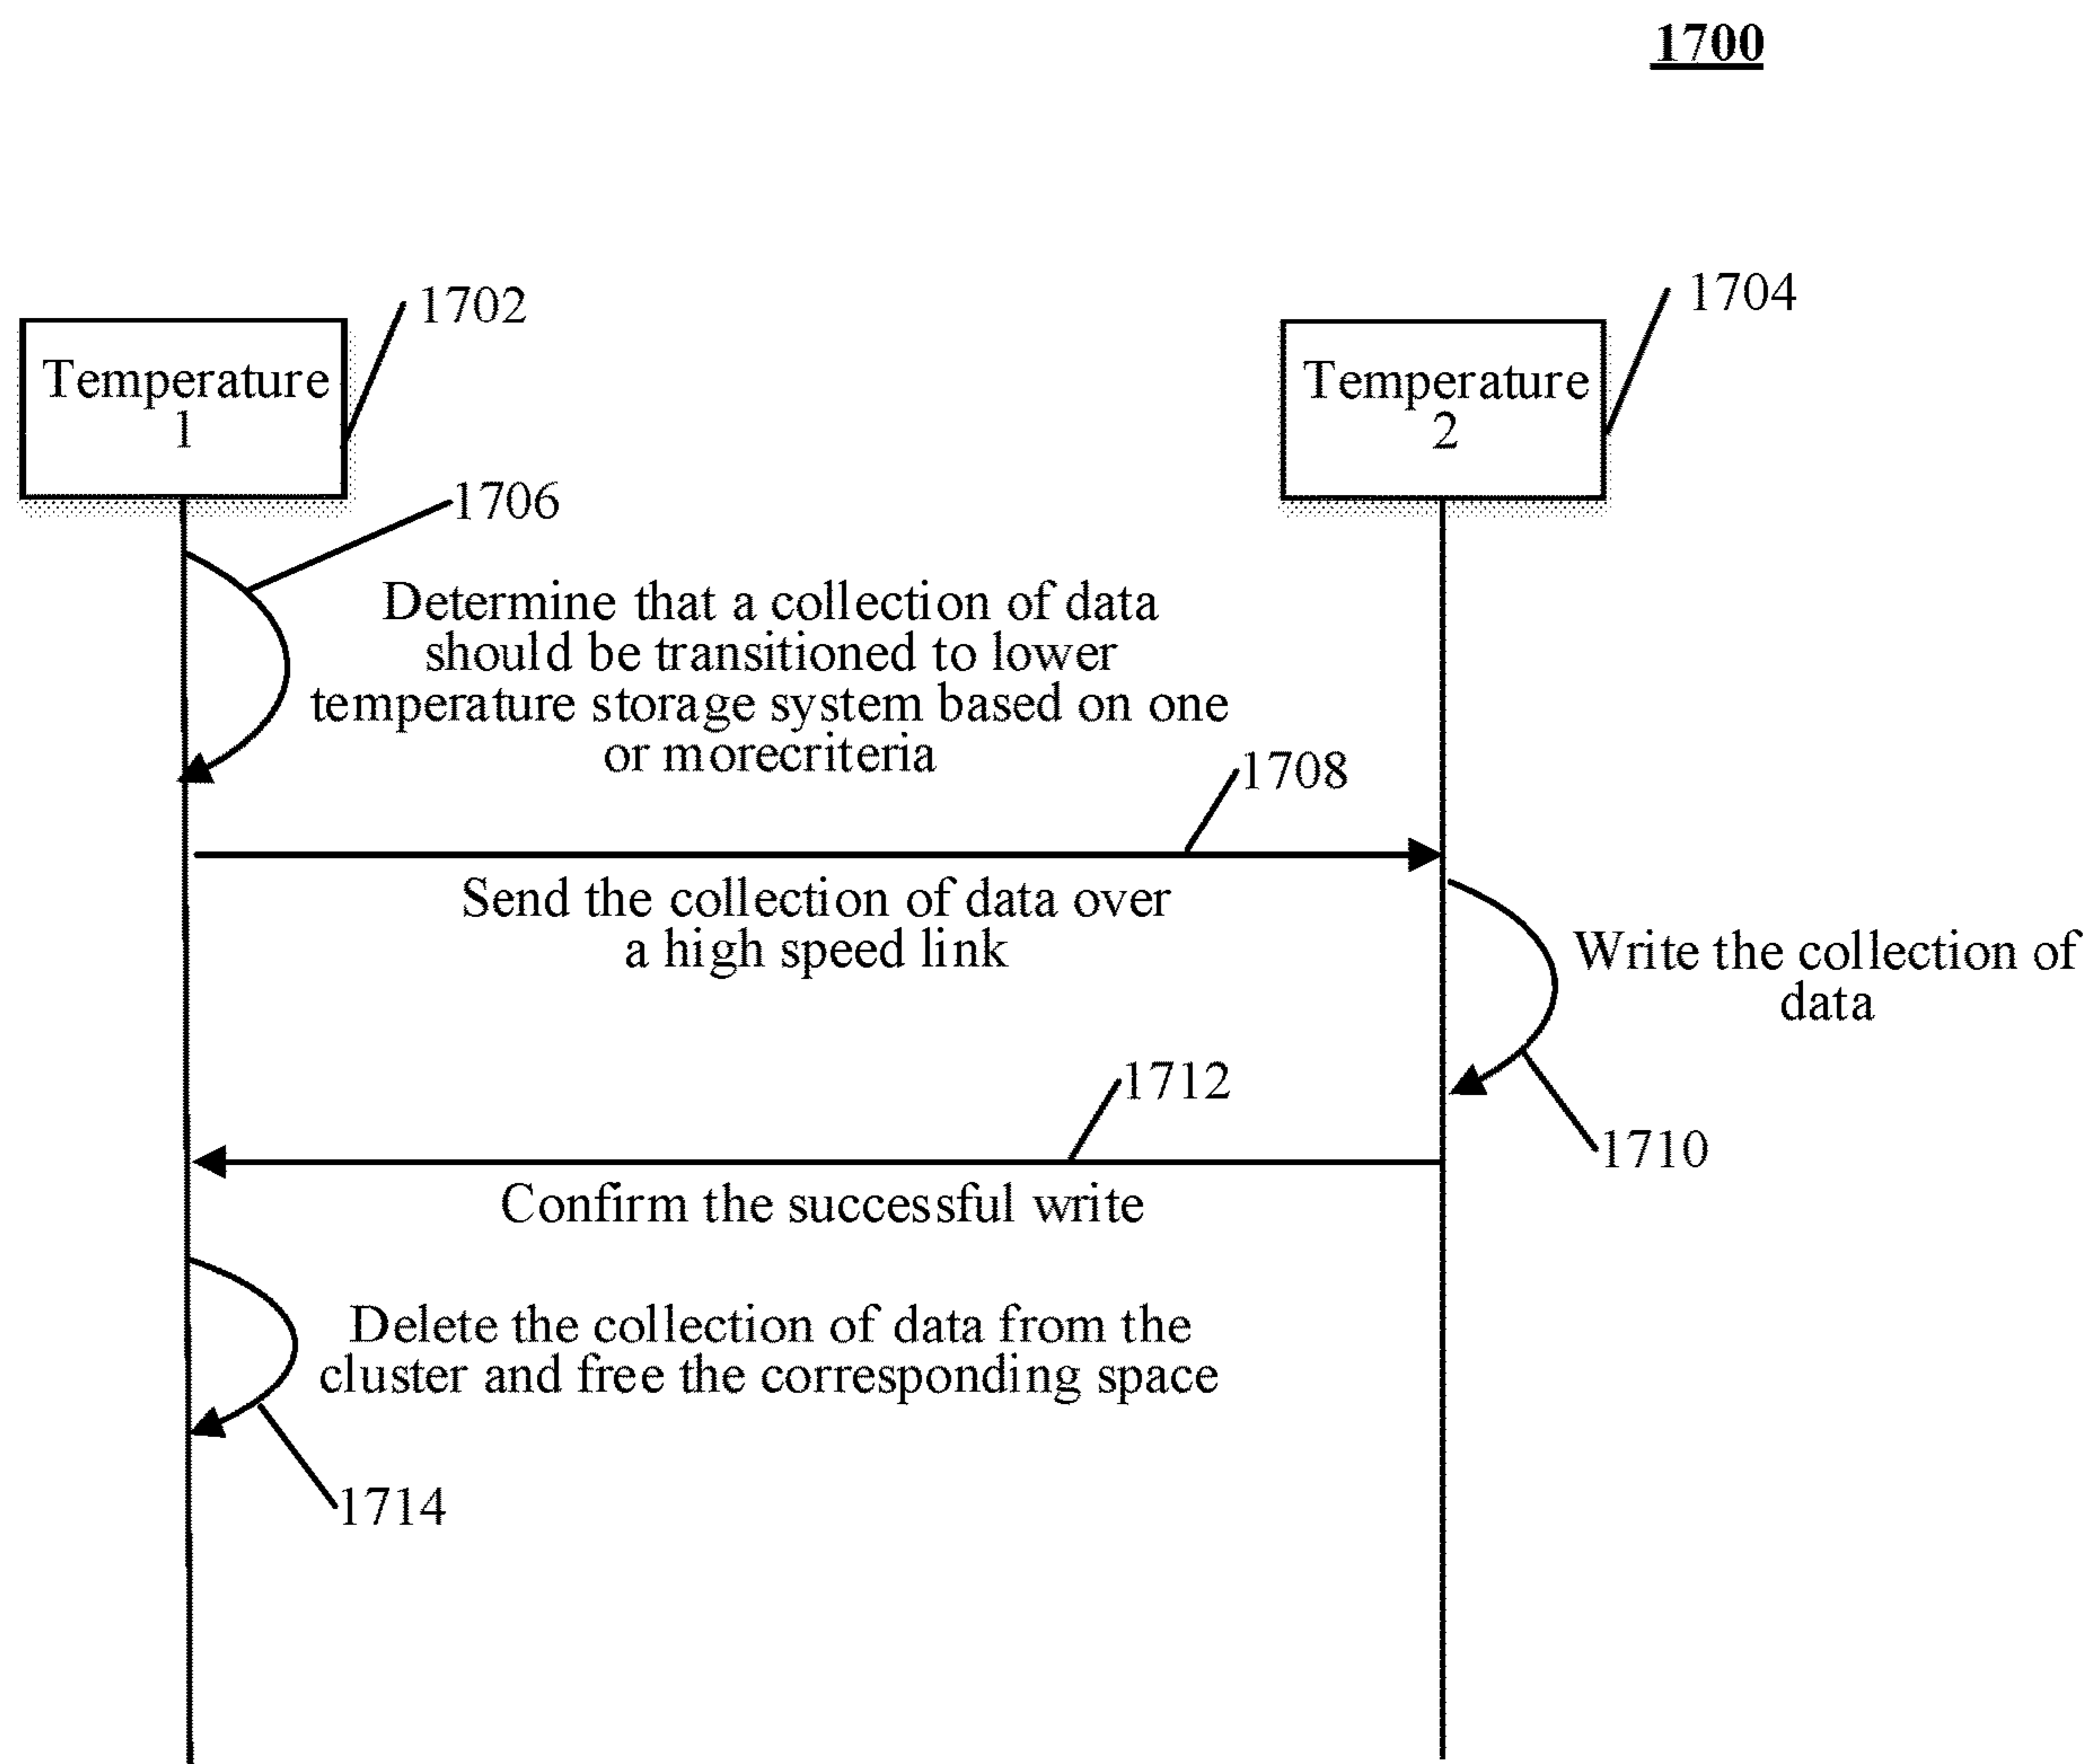 1700
1702
1704
Temperature
1
Temperature
2
1706
Determine that a collection of data
should be transitioned to lower
temperature storage system based on one
or morecriteria
1708
Send the collection of data over
a high speed link
Write the collection of
data
1712
1710
Confirm the successful write
Delete the collection of data from the
cluster and free the corresponding space
1714